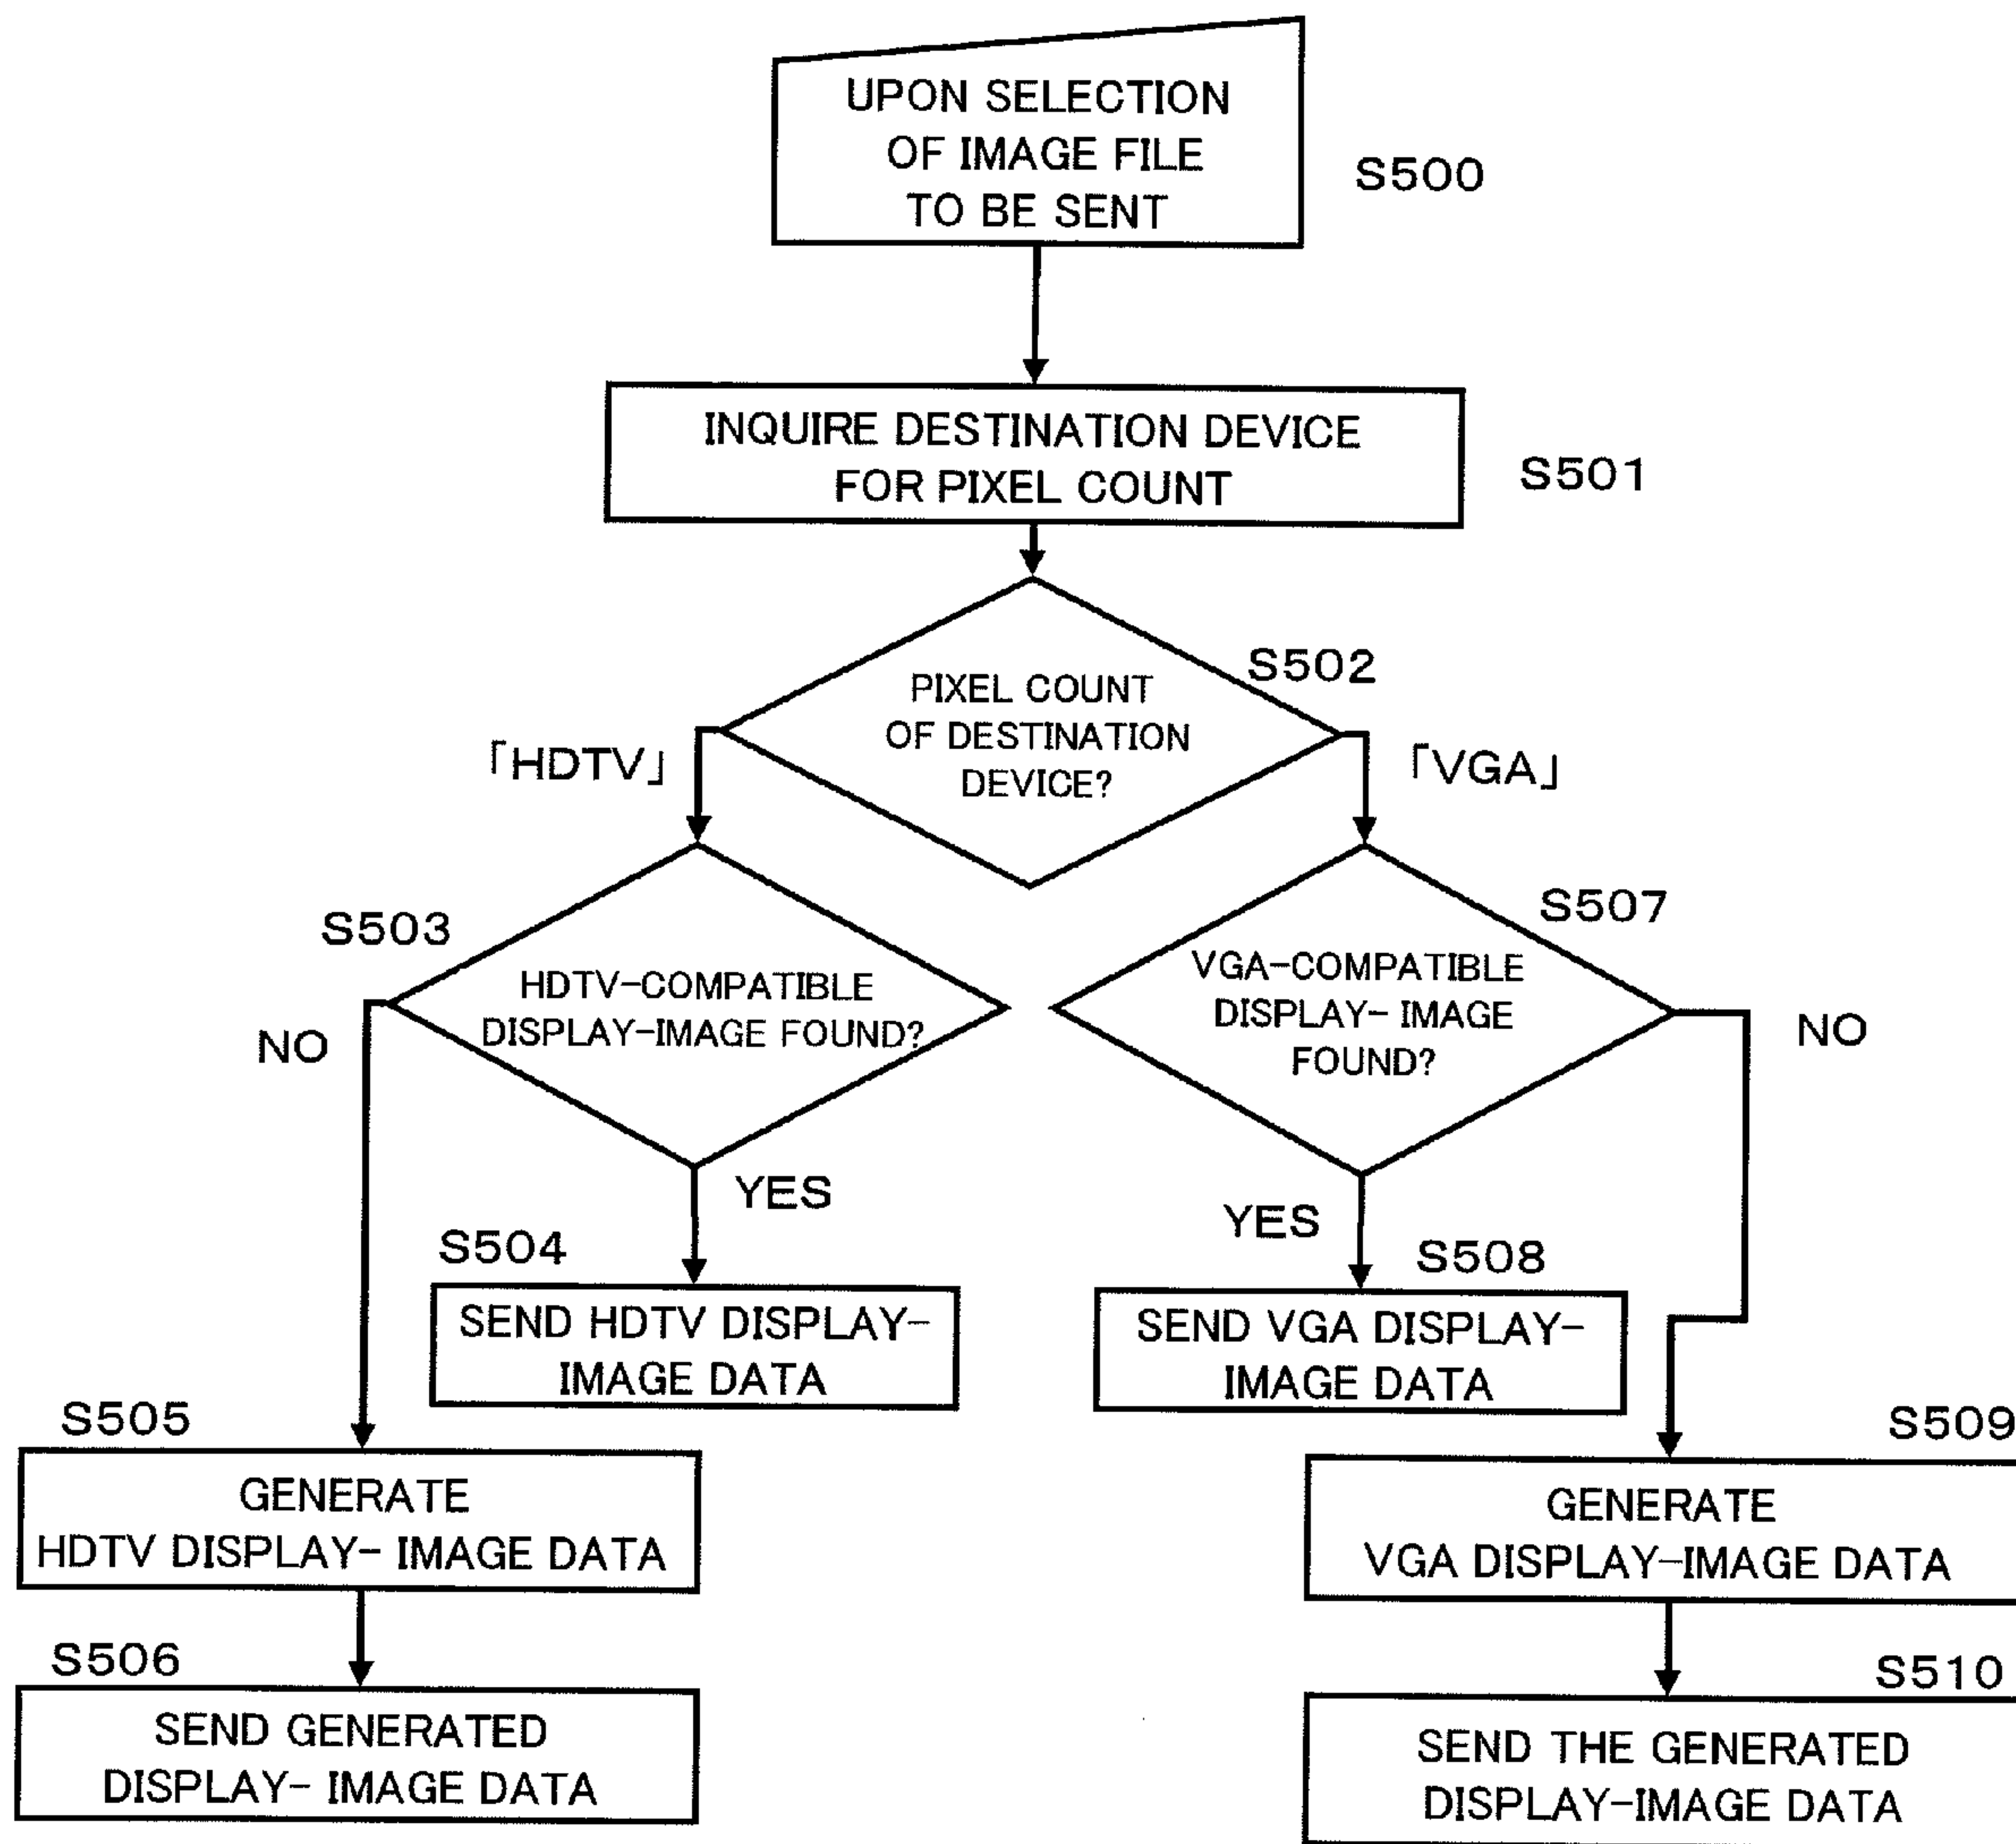 UPON SELECTION
OF IMAGE FILE
TO BE SENT
S500
INQUIRE DESTINATION DEVICE
FOR PIXEL COUNT
S501
S502
PIXEL COUNT
OF DESTINATION
DEVICE?
「HDTV」
「VGA」
S503
HDTV-COMPATIBLE
DISPLAY-IMAGE FOUND?
NO
YES
S507
VGA-COMPATIBLE
DISPLAY- IMAGE
FOUND?
NO
YES
S504
SEND HDTV DISPLAY-
IMAGE DATA
S508
SEND VGA DISPLAY-
IMAGE DATA
S505
GENERATE
HDTV DISPLAY- IMAGE DATA
S509
GENERATE
VGA DISPLAY-IMAGE DATA
S506
SEND GENERATED
DISPLAY- IMAGE DATA
S510
SEND THE GENERATED
DISPLAY-IMAGE DATA